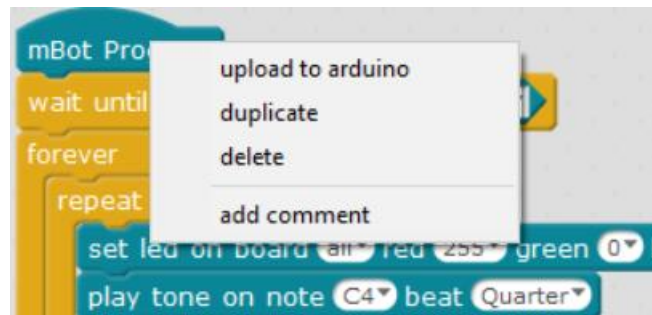 mBot Pro
upload to arduino
wait until
duplicate
forever
delete
repeat
add comment
set led on board all red 255 green 0
play tone on note C4 beat Quarter